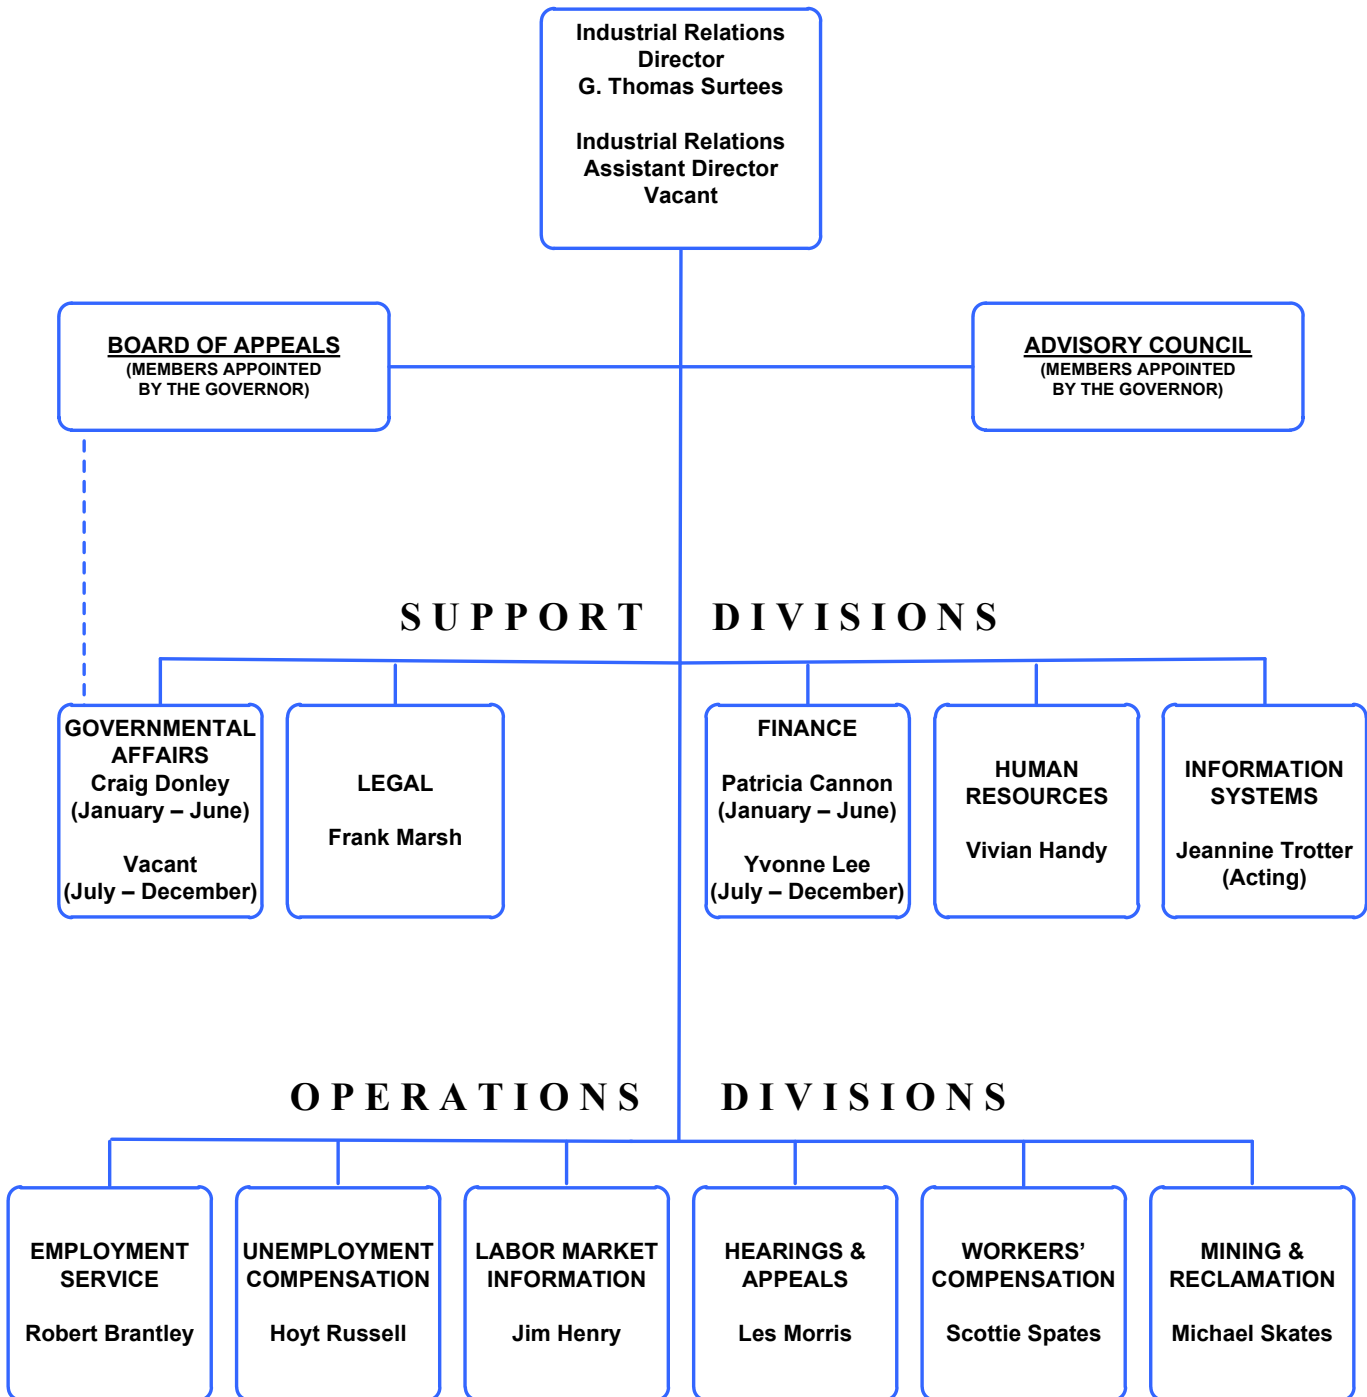 Industrial Relations
Director
G. Thomas Surtees
Industrial Relations
Assistant Director
Vacant
BOARD OF APPEALS
(MEMBERS APPOINTED
BY THE GOVERNOR)
ADVISORY COUNCIL
(MEMBERS APPOINTED
BY THE GOVERNOR)
SUPPORT DIVISIONS
GOVERNMENTAL
AFFAIRS
Craig Donley
(January – June)
Vacant
(July – December)
LEGAL
Frank Marsh
FINANCE
Patricia Cannon
(January – June)
Yvonne Lee
(July – December)
HUMAN
RESOURCES
Vivian Handy
INFORMATION
SYSTEMS
Jeannine Trotter
(Acting)
OPERATIONS DIVISIONS
EMPLOYMENT
SERVICE
Robert Brantley
UNEMPLOYMENT
COMPENSATION
Hoyt Russell
LABOR MARKET
INFORMATION
Jim Henry
HEARINGS &
APPEALS
Les Morris
WORKERS’
COMPENSATION
Scottie Spates
MINING &
RECLAMATION
Michael Skates